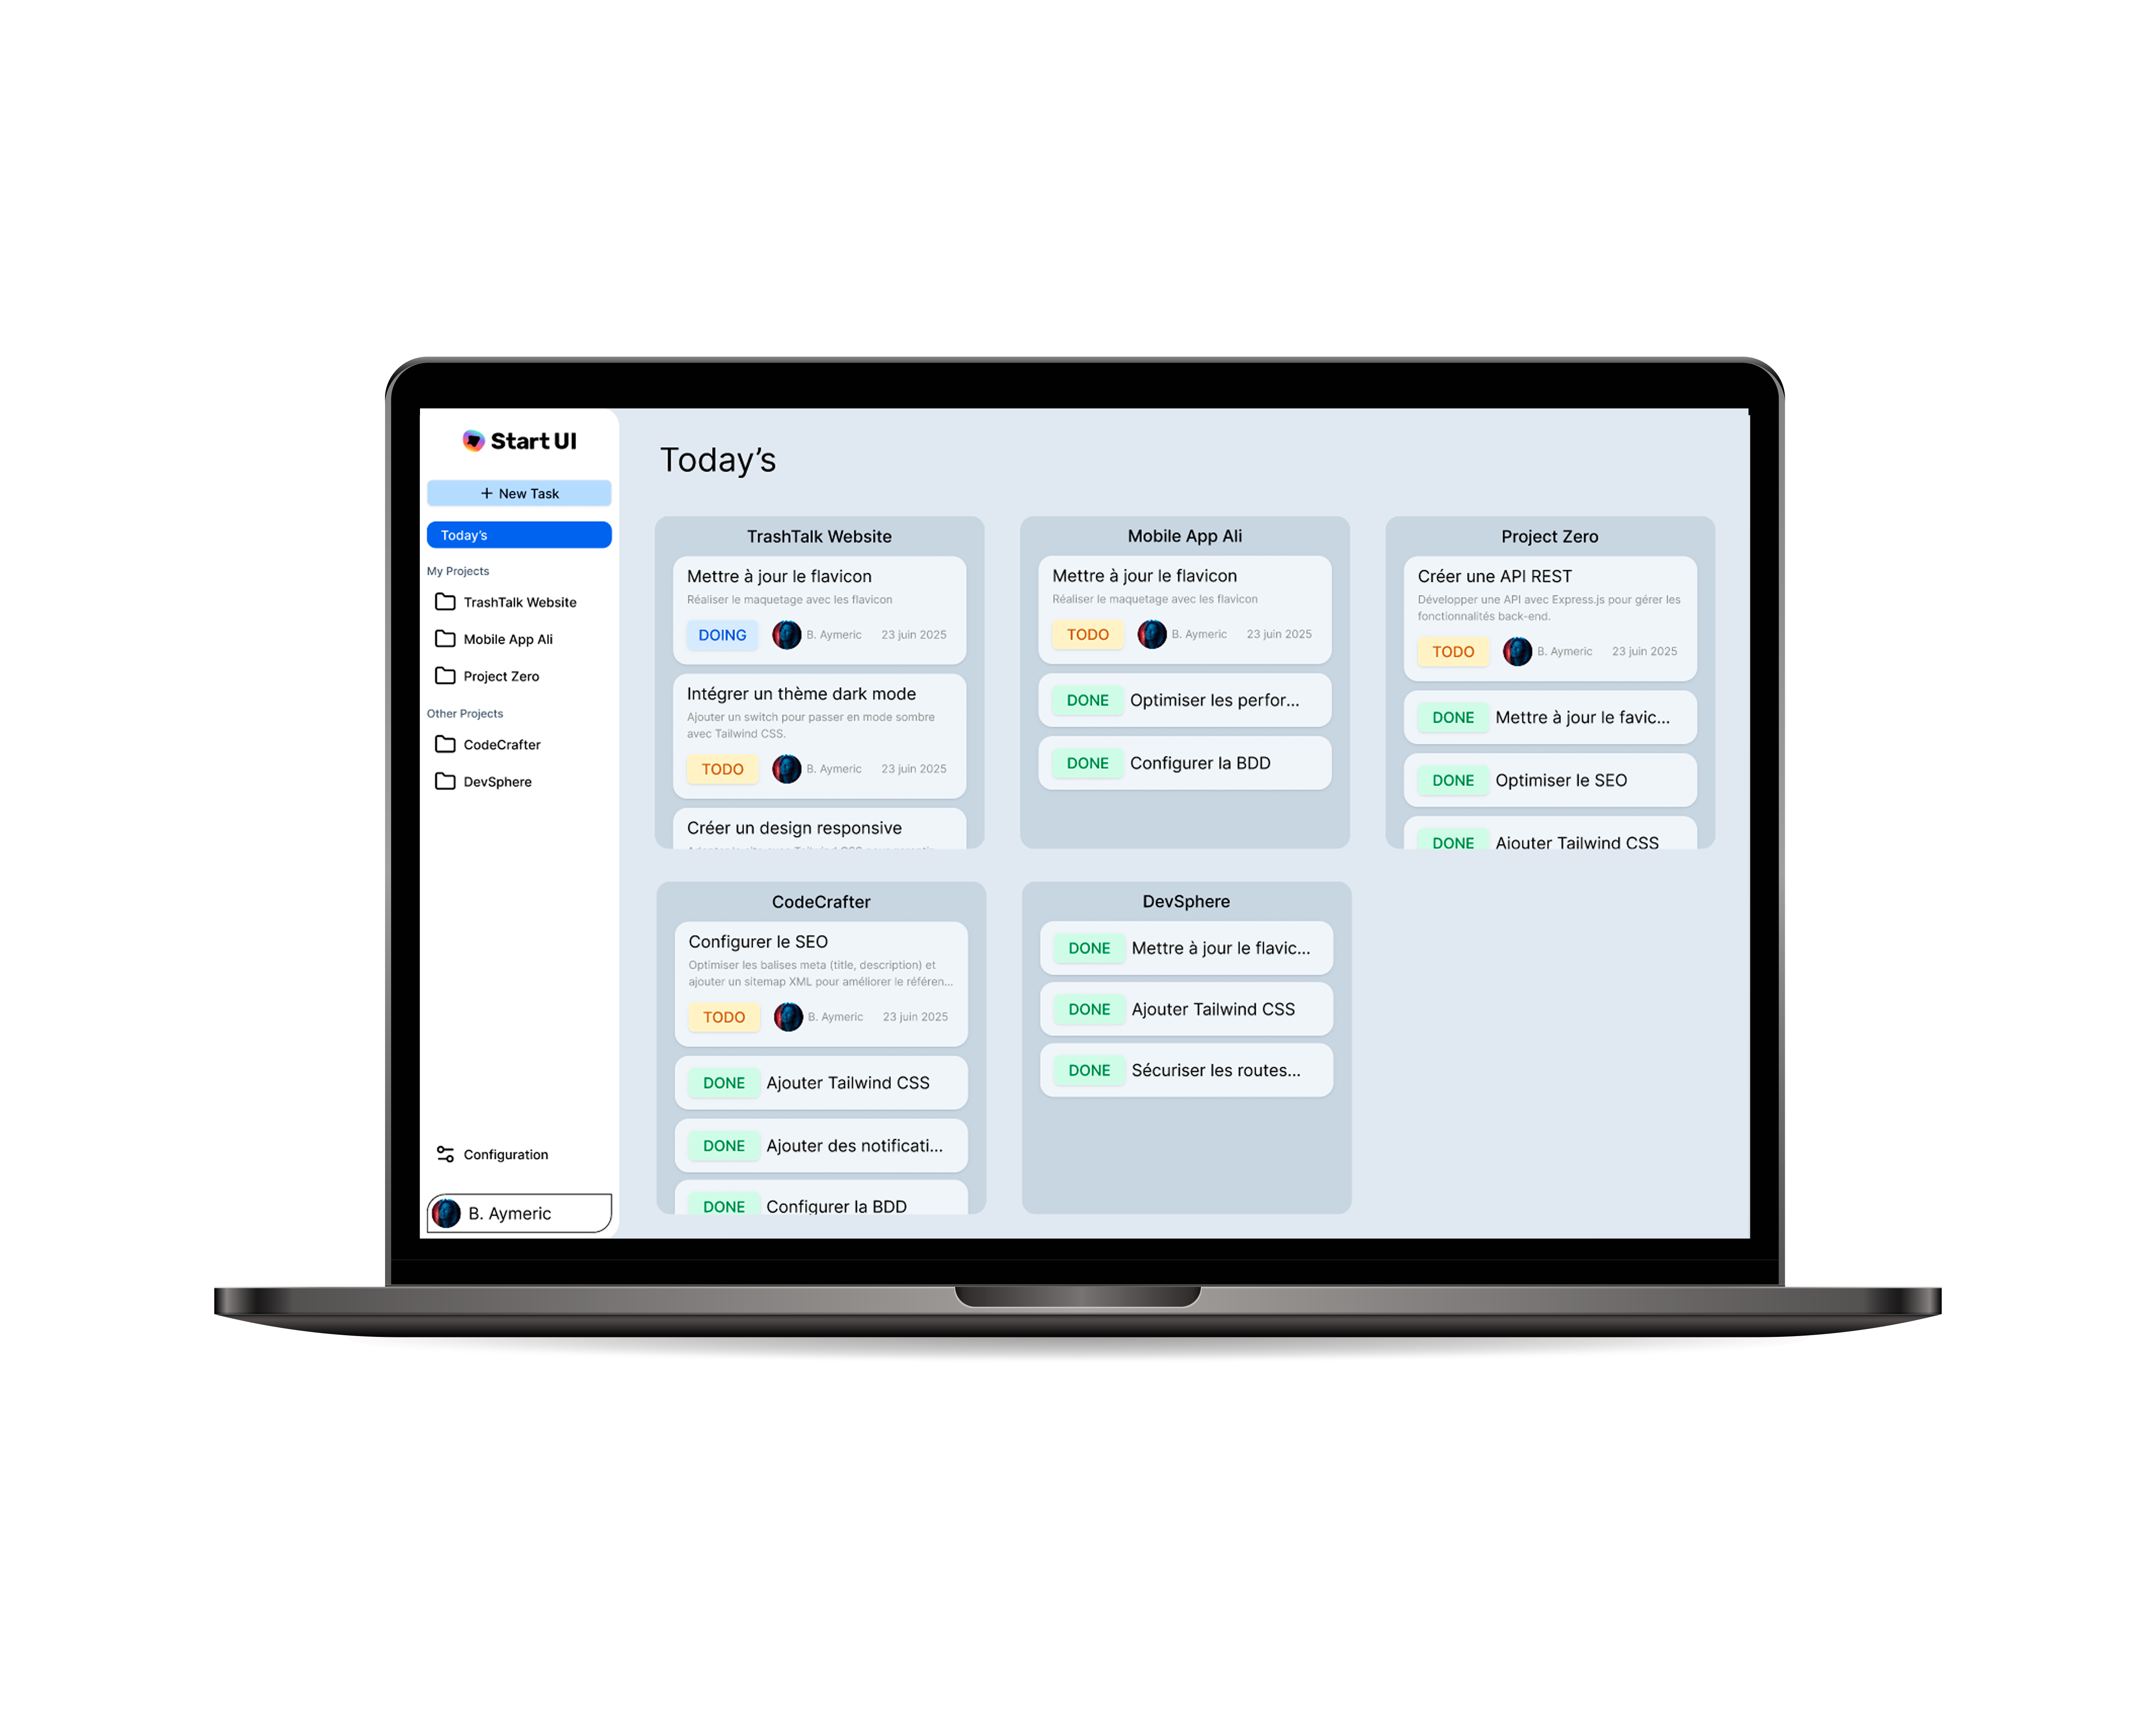 Start UI
+ New Task
Today’s
My Projects
TrashTalk Website
Mobile App Ali
Project Zero
Other Projects
CodeCrafter
DevSphere
Configuration
B. Aymeric
Today’s
TrashTalk Website
Mettre à jour le flavicon
Réaliser le maquetage avec les flavicon
DOING B. Aymeric 23 juin 2025
Intégrer un thème dark mode
Ajouter un switch pour passer en mode sombre
avec Tailwind CSS.
TODO B. Aymeric 23 juin 2025
Créer un design responsive
Mobile App Ali
Mettre à jour le flavicon
Réaliser le maquetage avec les flavicon
TODO B. Aymeric 23 juin 2025
DONE Optimiser les perfor...
DONE Configurer la BDD
Project Zero
Créer une API REST
Développer une API avec Express.js pour gérer les
fonctionnalités back-end.
TODO B. Aymeric 23 juin 2025
DONE Mettre à jour le favic...
DONE Optimiser le SEO
DONE Ajouter Tailwind CSS
CodeCrafter
Configurer le SEO
Optimiser les balises meta (title, description) et
ajouter un sitemap XML pour améliorer le référen...
TODO B. Aymeric 23 juin 2025
DONE Ajouter Tailwind CSS
DONE Ajouter des notificati...
DONE Configurer la BDD
DevSphere
DONE Mettre à jour le flavic...
DONE Ajouter Tailwind CSS
DONE Sécuriser les routes...